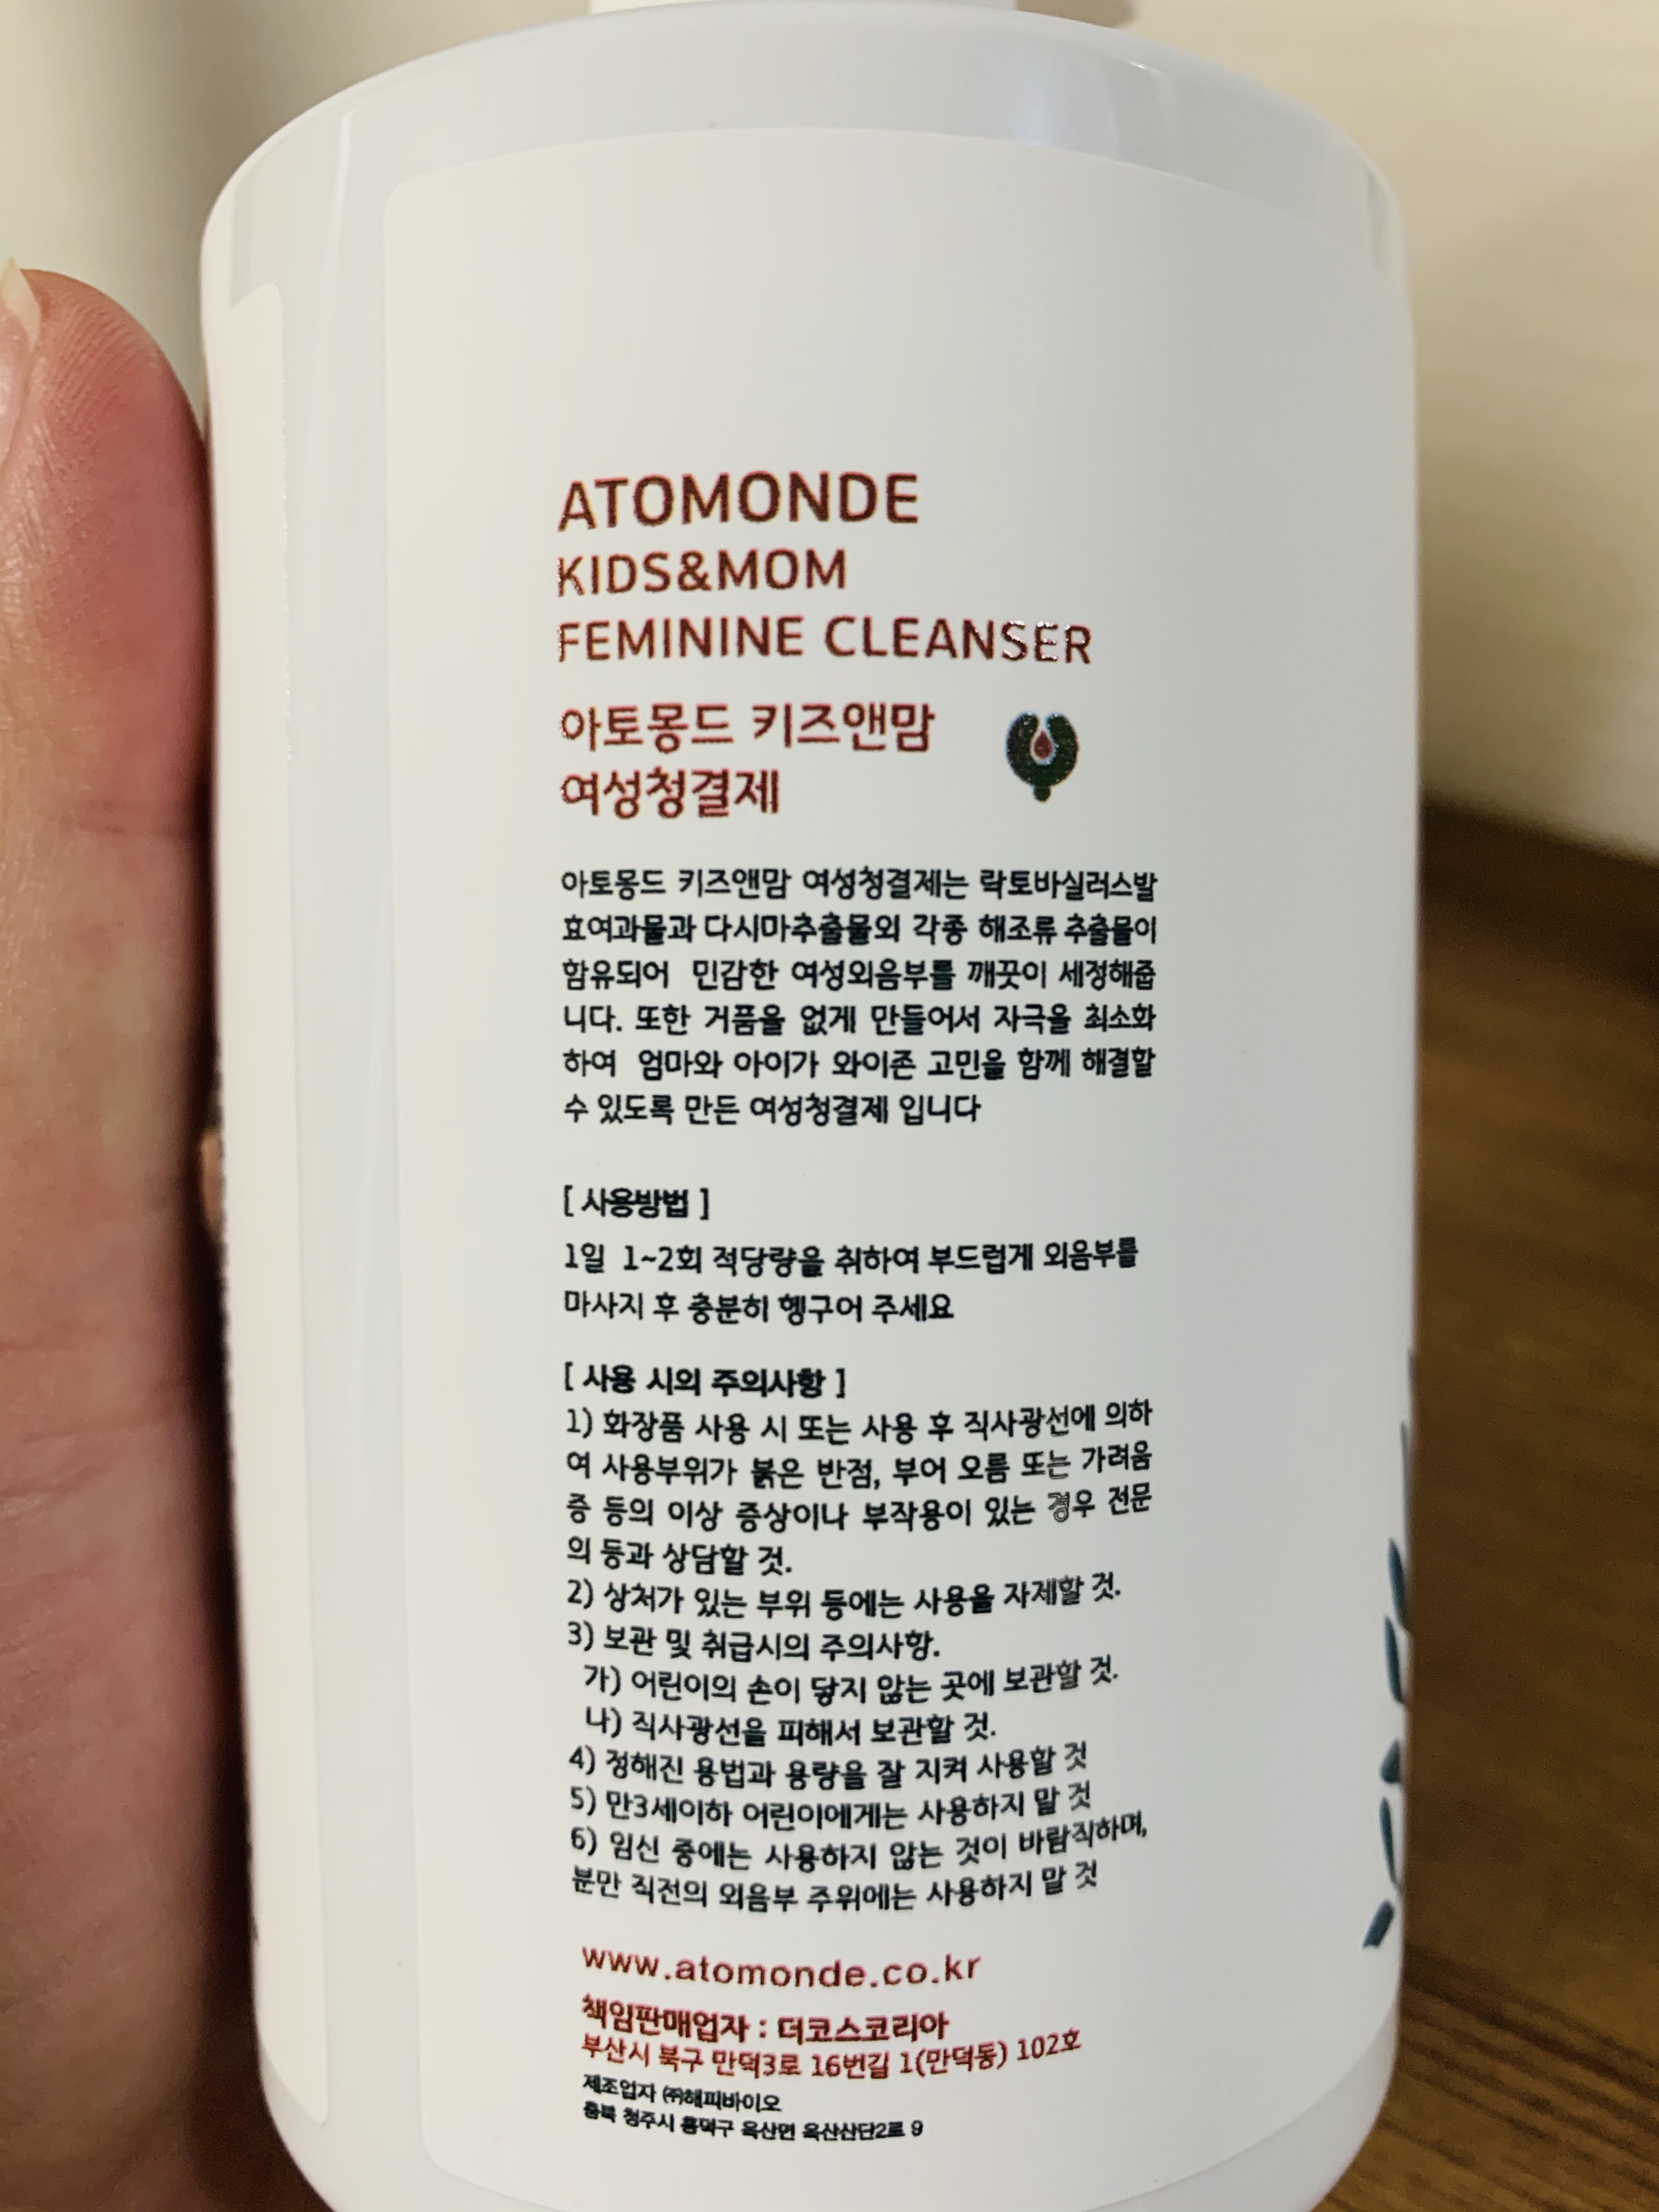 ATOMONDE
KIDS&MOM
FEMININE CLEANSER
아토몽드 키즈앤맘
여성청결제
아토몽드 키즈앤맘 여성청결제는 락토바실러스발
효여과물과 다시마추출물외 각종 해조류 추출물이
함유되어 민감한 여성외음부를 깨끗이 세정해줍
니다. 또한 거품을 없게 만들어서 자극을 최소화
하여 엄마와 아이가 와이존 고민을 함께 해결할
수 있도록 만든 여성청결제 입니다
[ 사용방법 ]
1일 1~2회 적당량을 취하여 부드럽게 외음부를
마사지 후 충분히 헹구어 주세요
[ 사용 시의 주의사항 ]
1) 화장품 사용 시 또는 사용 후 직사광선에 의하
여 사용부위가 붉은 반점, 부어 오름 또는 가려움
증 등의 이상 증상이나 부작용이 있는 경우 전문
의 등과 상담할 것.
2) 상처가 있는 부위 등에는 사용을 자제할 것.
3) 보관 및 취급시의 주의사항.
가) 어린이의 손이 닿지 않는 곳에 보관할 것.
나) 직사광선을 피해서 보관할 것.
4) 정해진 용법과 용량을 잘 지켜 사용할 것
5) 만3세이하 어린이에게는 사용하지 말 것
6) 임신 중에는 사용하지 않는 것이 바람직하며,
분만 직전의 외음부 주위에는 사용하지 말 것
www.atomonde.co.kr
책임판매업자 : 더코스코리아
부산시 북구 만덕3로 16번길 1(만덕동) 102호
제조업자 ㈜해피바이오
충북 청주시 흥덕구 옥산면 옥산산단2로 9